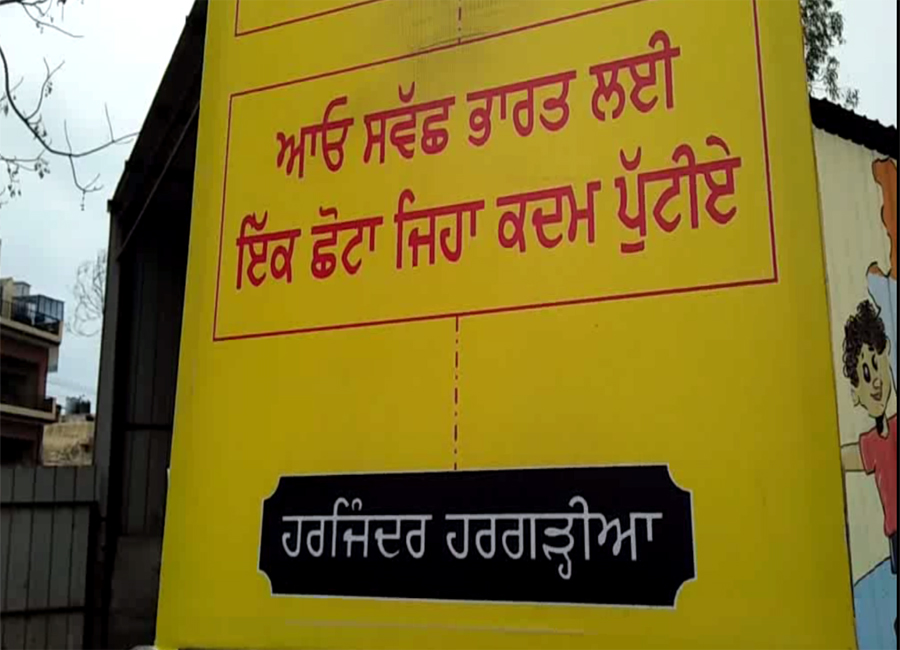 ਆਓ ਸਵੱਛ ਭਾਰਤ ਲਈ
ਇੱਕ ਛੋਟਾ ਜਿਹਾ ਕਦਮ ਪੁੱਟੀਏ
ਹਰਜਿੰਦਰ ਹਰਗੜ੍ਹੀਆ